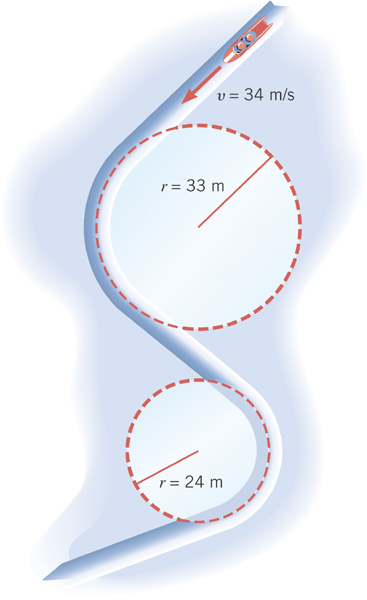 v = 34 m/s
r = 33 m
r = 24 m